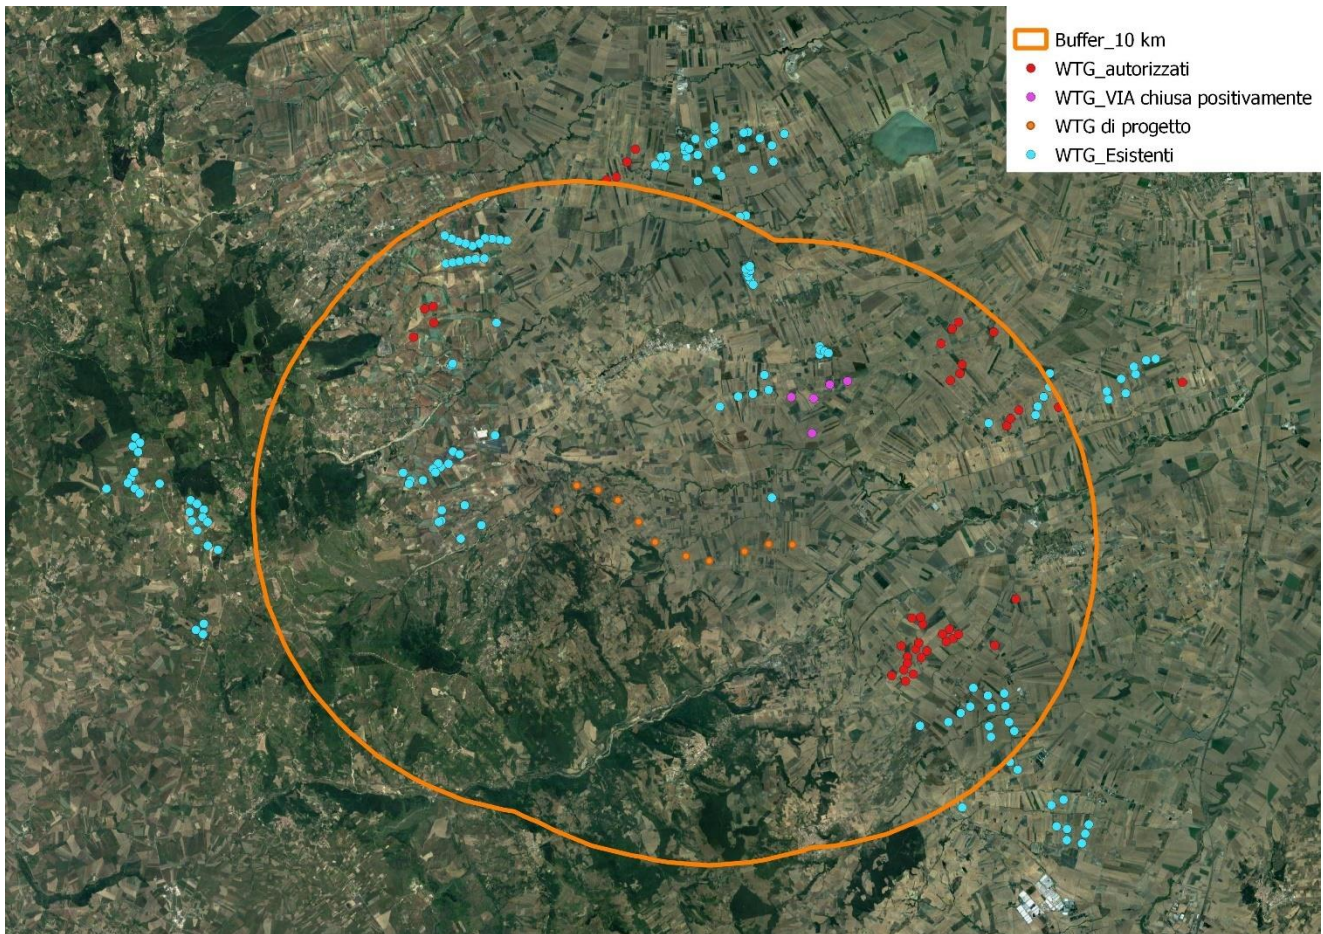 Buffer_10 km
WTG_autorizzati
WTG_VIA chiusa positivamente
WTG di progetto
WTG_Esistenti